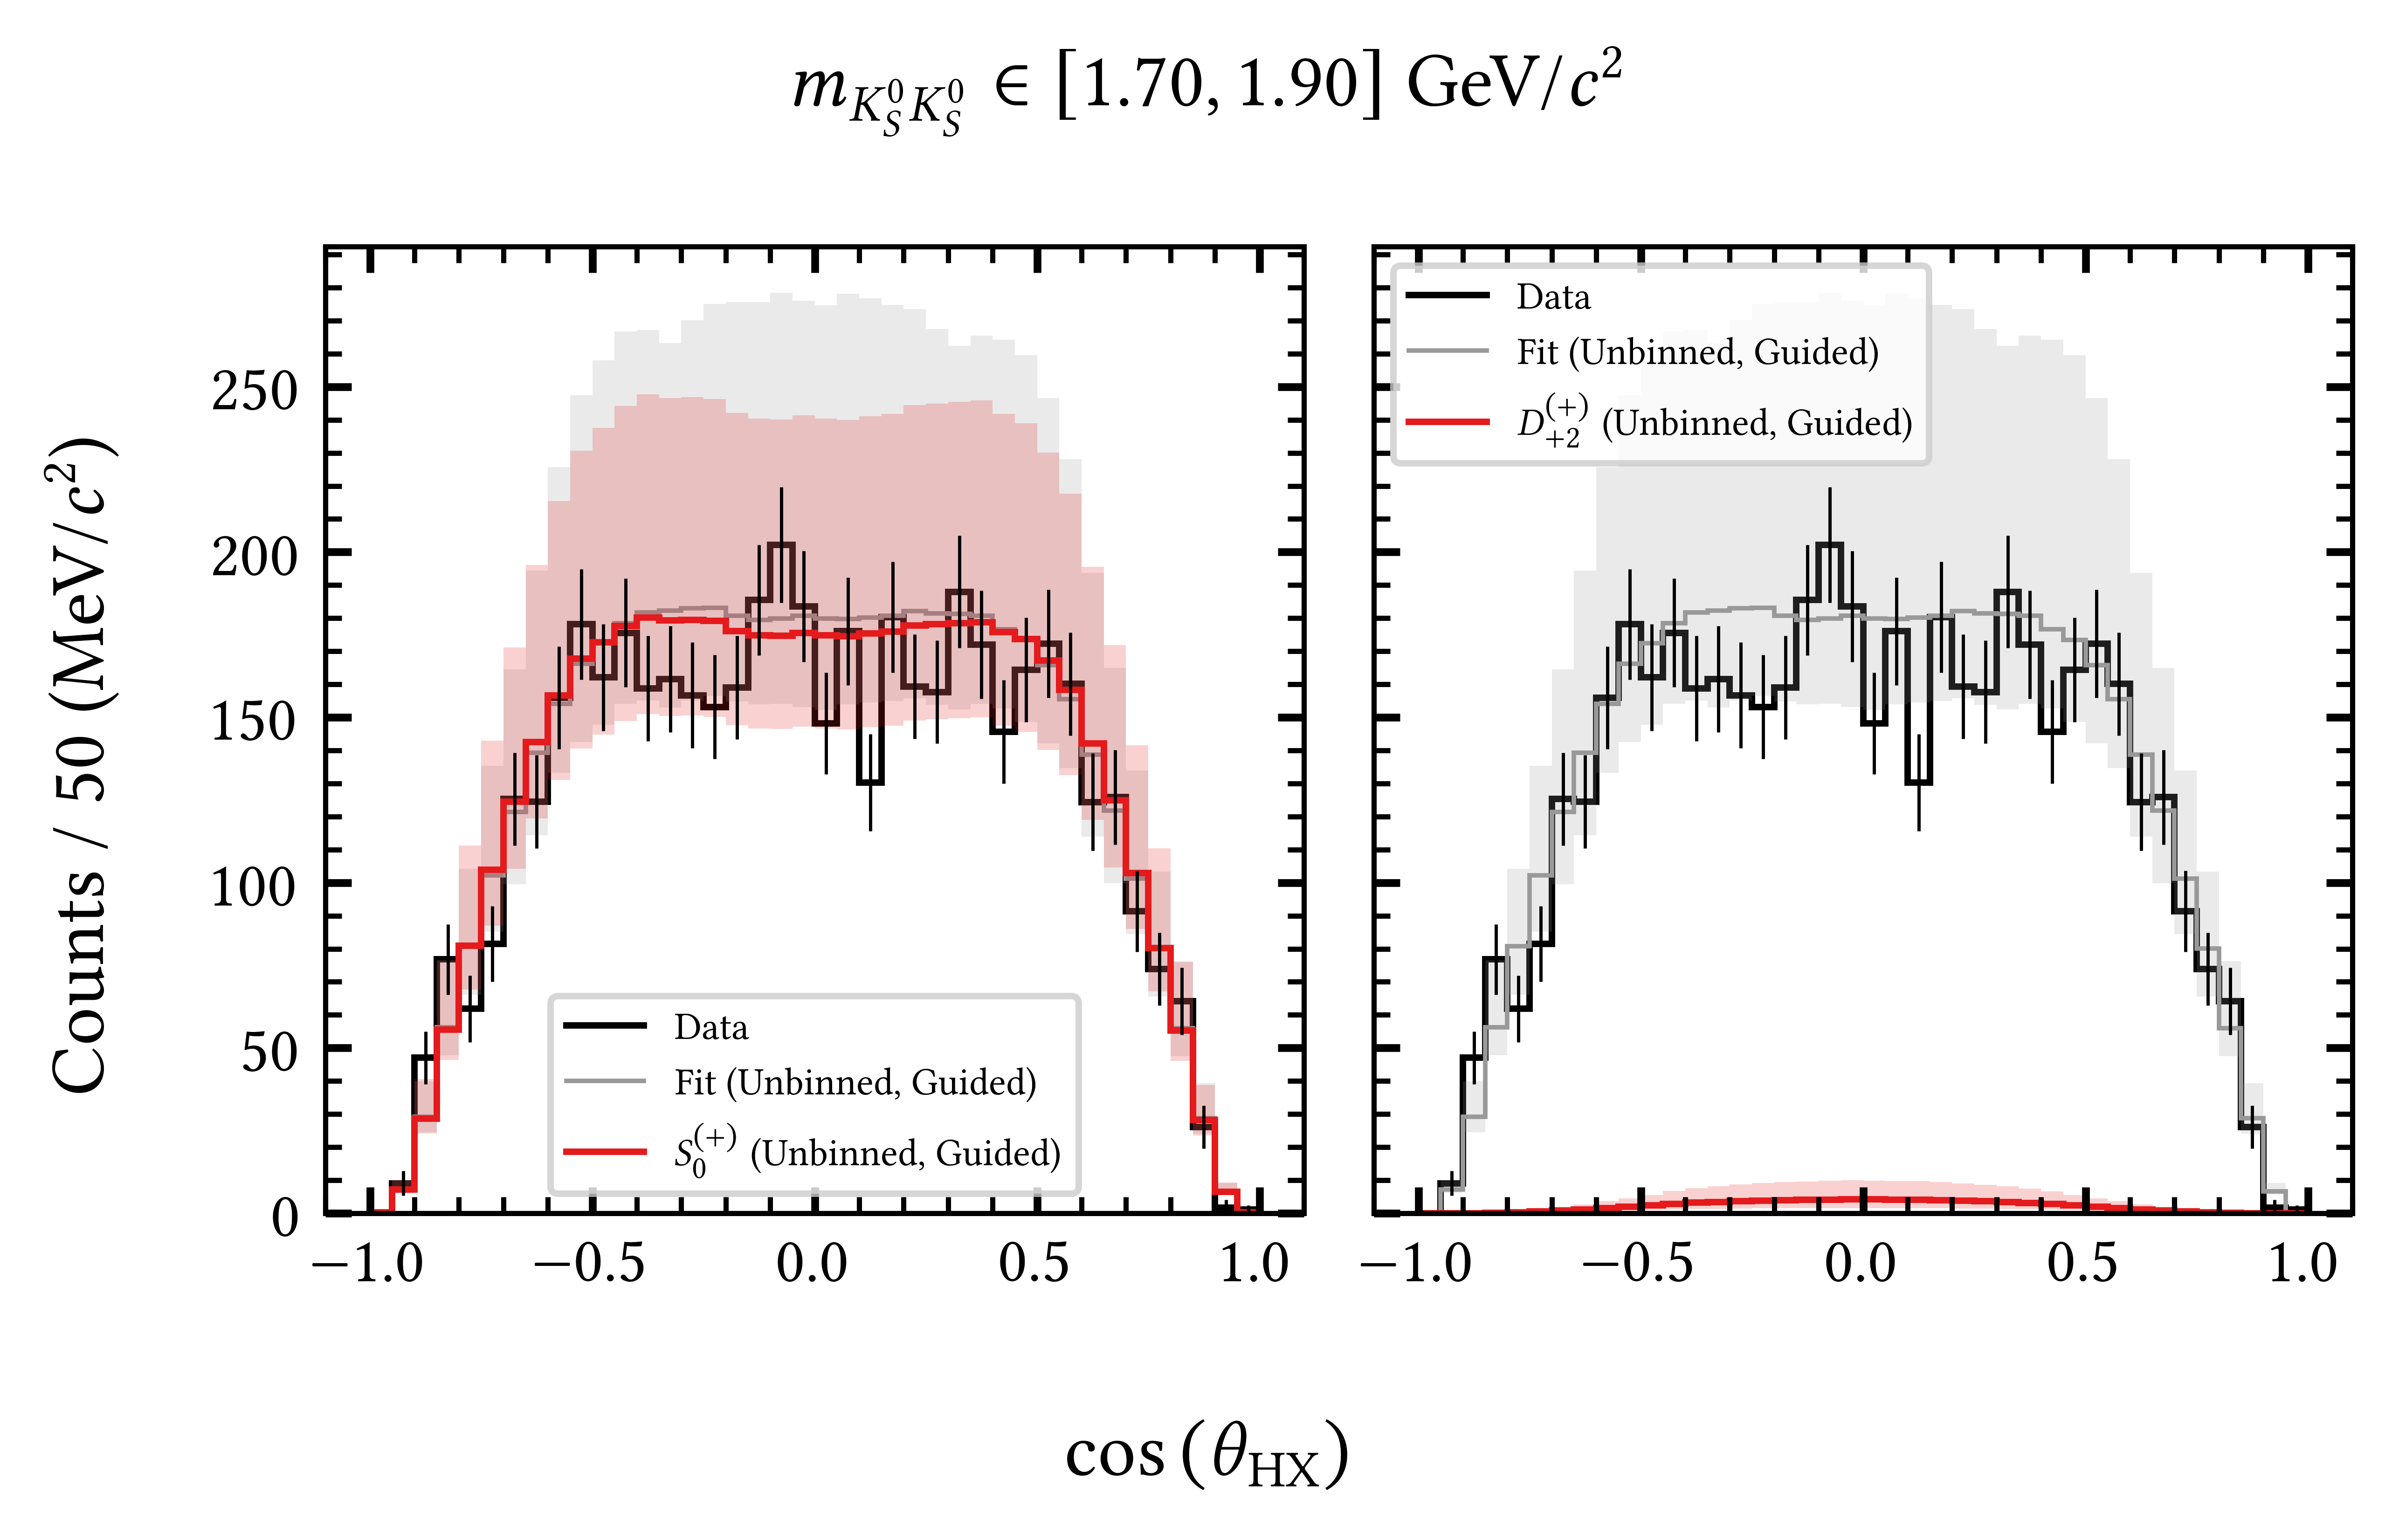 m_{K_S^0 K_S^0} ∈ [1.70, 1.90] GeV/c²
Counts / 50 (MeV/c²)
250
200
150
100
50
0
Data
Fit (Unbinned, Guided)
S_0^{(+)} (Unbinned, Guided)
−1.0 −0.5 0.0 0.5 1.0
Data
Fit (Unbinned, Guided)
D_{+2}^{(+)} (Unbinned, Guided)
−1.0 −0.5 0.0 0.5 1.0
cos (θ_{HX})